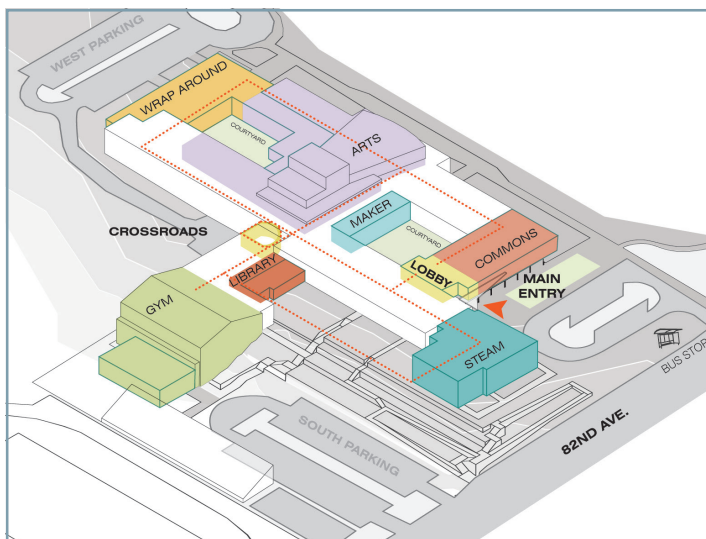 WEST PARKING
WRAP AROUND
COURTYARD
ARTS
MAKER
COURTYARD
COMMONS
CROSSROADS
LOBBY
LIBRARY
MAIN
ENTRY
GYM
STEAM
BUS STOP
82ND AVE.
SOUTH PARKING